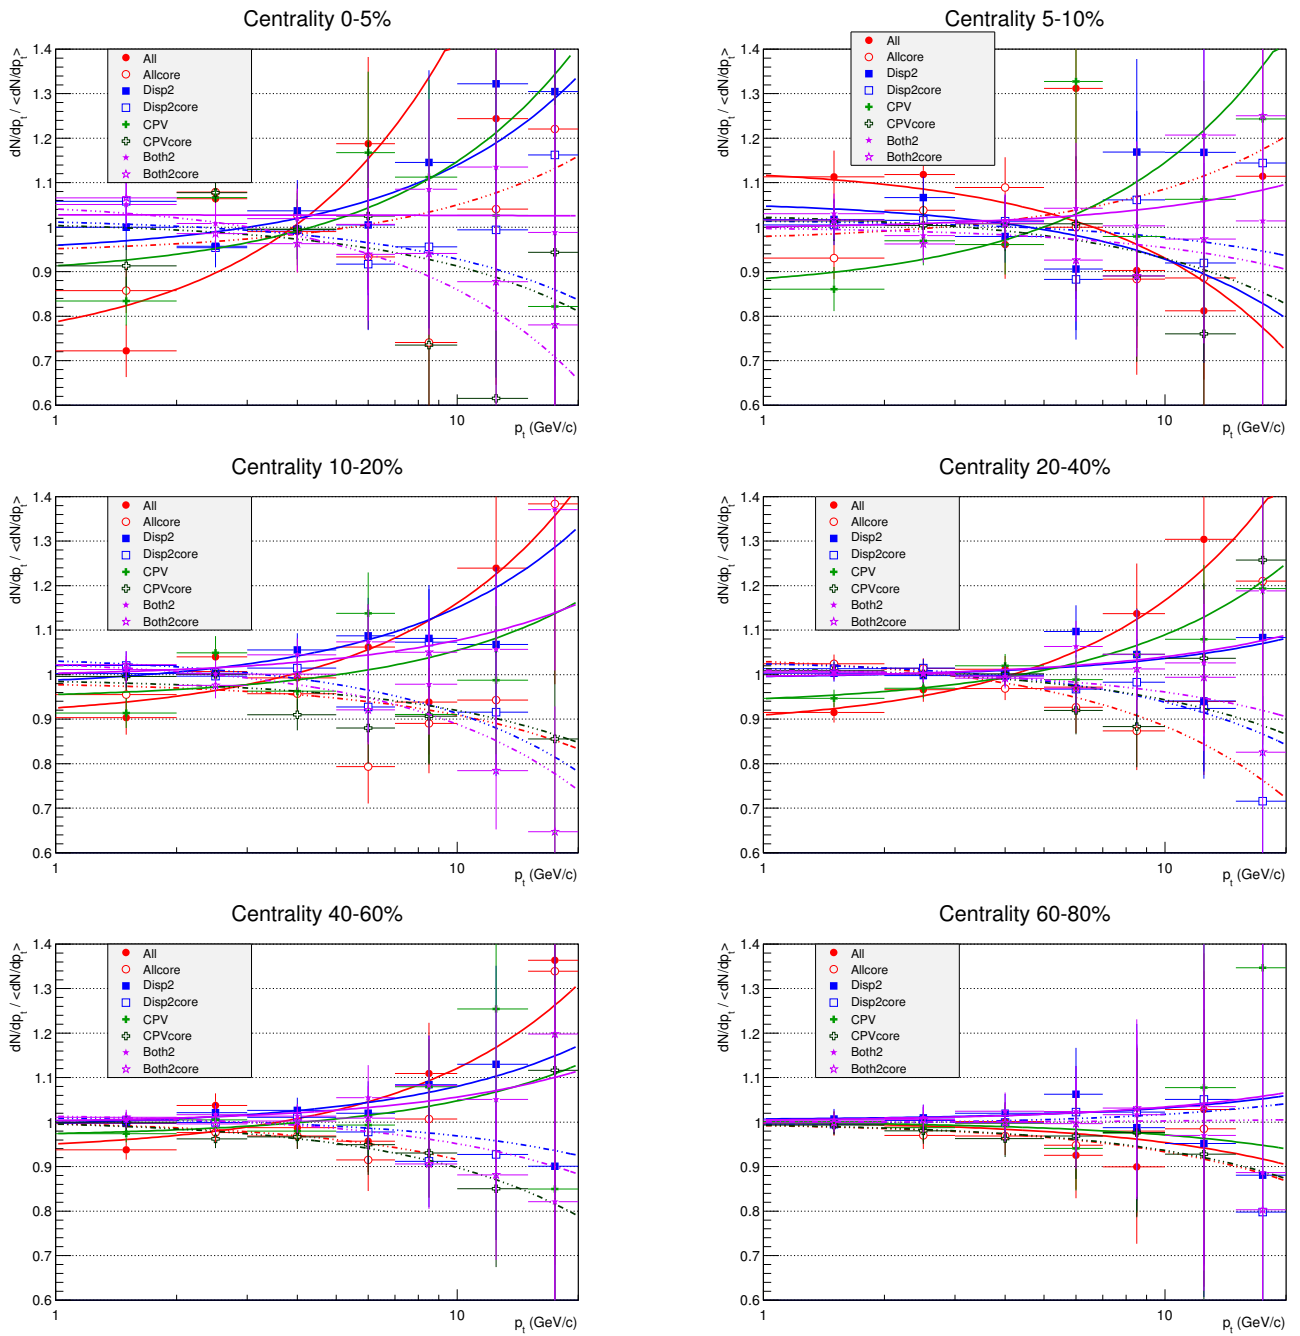 Centrality 0-5%
dN/dp_t / <dN/dp_t>
1.4
1.3
1.2
1.1
1
0.9
0.8
0.7
0.6
All
Allcore
Disp2
Disp2core
CPV
CPVcore
Both2
Both2core
1
10
p_t (GeV/c)
Centrality 5-10%
dN/dp_t / <dN/dp_t>
1.4
1.3
1.2
1.1
1
0.9
0.8
0.7
0.6
All
Allcore
Disp2
Disp2core
CPV
CPVcore
Both2
Both2core
1
10
p_t (GeV/c)
Centrality 10-20%
dN/dp_t / <dN/dp_t>
1.4
1.3
1.2
1.1
1
0.9
0.8
0.7
0.6
All
Allcore
Disp2
Disp2core
CPV
CPVcore
Both2
Both2core
1
10
p_t (GeV/c)
Centrality 20-40%
dN/dp_t / <dN/dp_t>
1.4
1.3
1.2
1.1
1
0.9
0.8
0.7
0.6
All
Allcore
Disp2
Disp2core
CPV
CPVcore
Both2
Both2core
1
10
p_t (GeV/c)
Centrality 40-60%
dN/dp_t / <dN/dp_t>
1.4
1.3
1.2
1.1
1
0.9
0.8
0.7
0.6
All
Allcore
Disp2
Disp2core
CPV
CPVcore
Both2
Both2core
1
10
p_t (GeV/c)
Centrality 60-80%
dN/dp_t / <dN/dp_t>
1.4
1.3
1.2
1.1
1
0.9
0.8
0.7
0.6
All
Allcore
Disp2
Disp2core
CPV
CPVcore
Both2
Both2core
1
10
p_t (GeV/c)